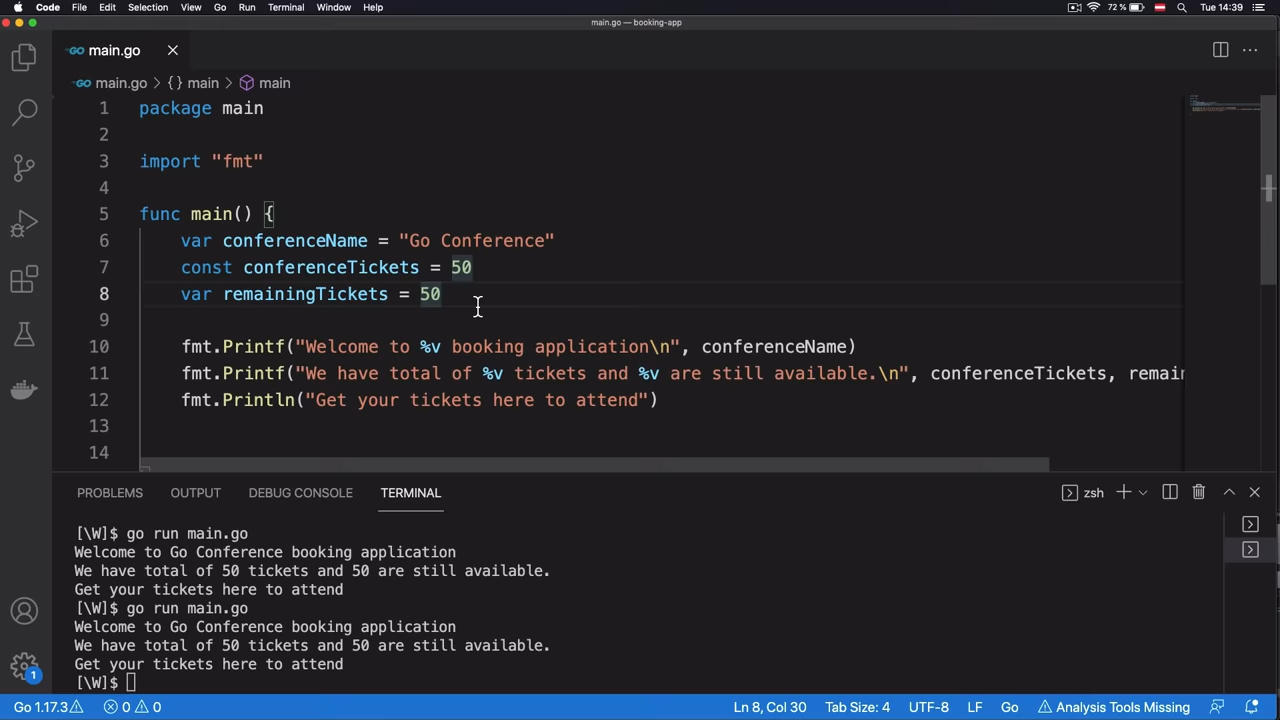 Code File Edit Selection View Go Run Terminal Window Help 72 % Tue 14:39
main.go — booking-app
GO main.go
GO main.go > { } main > main
1 package main
2
3 import "fmt"
4
5 func main() {
6 var conferenceName = "Go Conference"
7 const conferenceTickets = 50
8 var remainingTickets = 50
9
10 fmt.Printf("Welcome to %v booking application\n", conferenceName)
11 fmt.Printf("We have total of %v tickets and %v are still available.\n", conferenceTickets, remain
12 fmt.Println("Get your tickets here to attend")
13
14
PROBLEMS OUTPUT DEBUG CONSOLE TERMINAL zsh
[\W]$ go run main.go
Welcome to Go Conference booking application
We have total of 50 tickets and 50 are still available.
Get your tickets here to attend
[\W]$ go run main.go
Welcome to Go Conference booking application
We have total of 50 tickets and 50 are still available.
Get your tickets here to attend
[\W]$
1
Go 1.17.3 0 0 Ln 8, Col 30 Tab Size: 4 UTF-8 LF Go Analysis Tools Missing